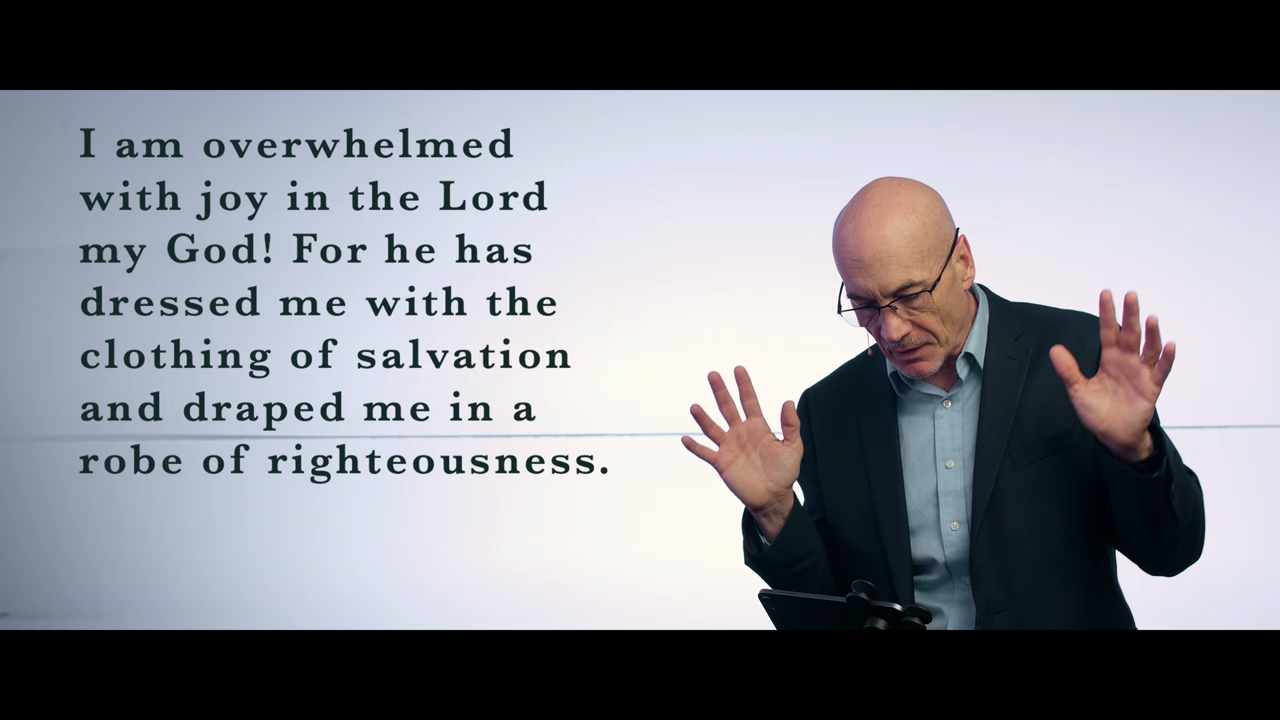 I am overwhelmed
with joy in the Lord
my God! For he has
dressed me with the
clothing of salvation
and draped me in a
robe of righteousness.